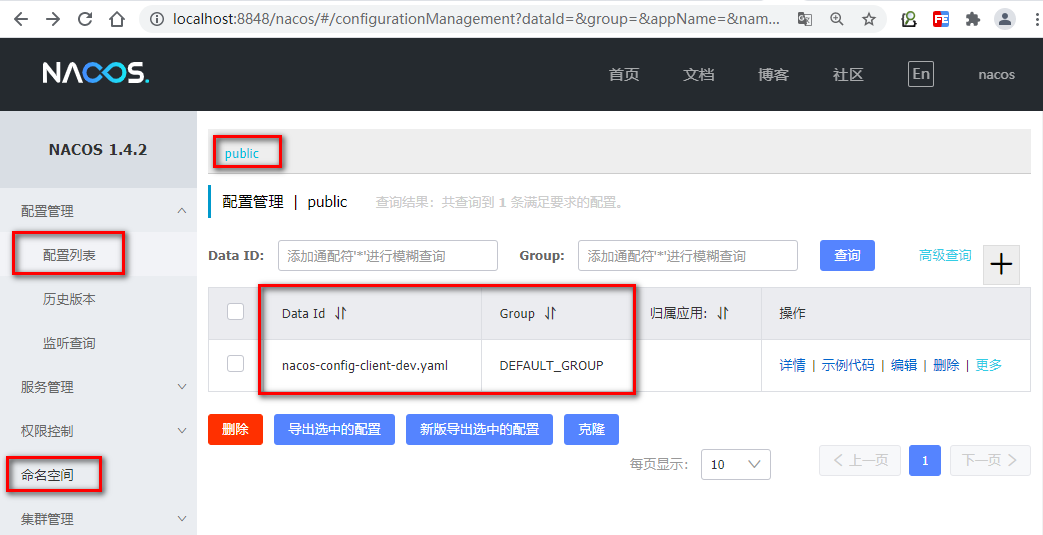 localhost:8848/nacos/#/configurationManagement?dataId=&group=&appName=&nam...
NACOS.
首页 文档 博客 社区 En nacos
NACOS 1.4.2
public
配置管理
配置管理 | public 查询结果：共查询到 1 条满足要求的配置。
配置列表
Data ID: 添加通配符'*'进行模糊查询 Group: 添加通配符'*'进行模糊查询 查询 高级查询 +
历史版本
Data Id Group 归属应用: 操作
监听查询
nacos-config-client-dev.yaml DEFAULT_GROUP 详情 | 示例代码 | 编辑 | 删除 | 更多
服务管理
权限控制
删除 导出选中的配置 新版导出选中的配置 克隆
命名空间
每页显示: 10 上一页 1 下一页
集群管理